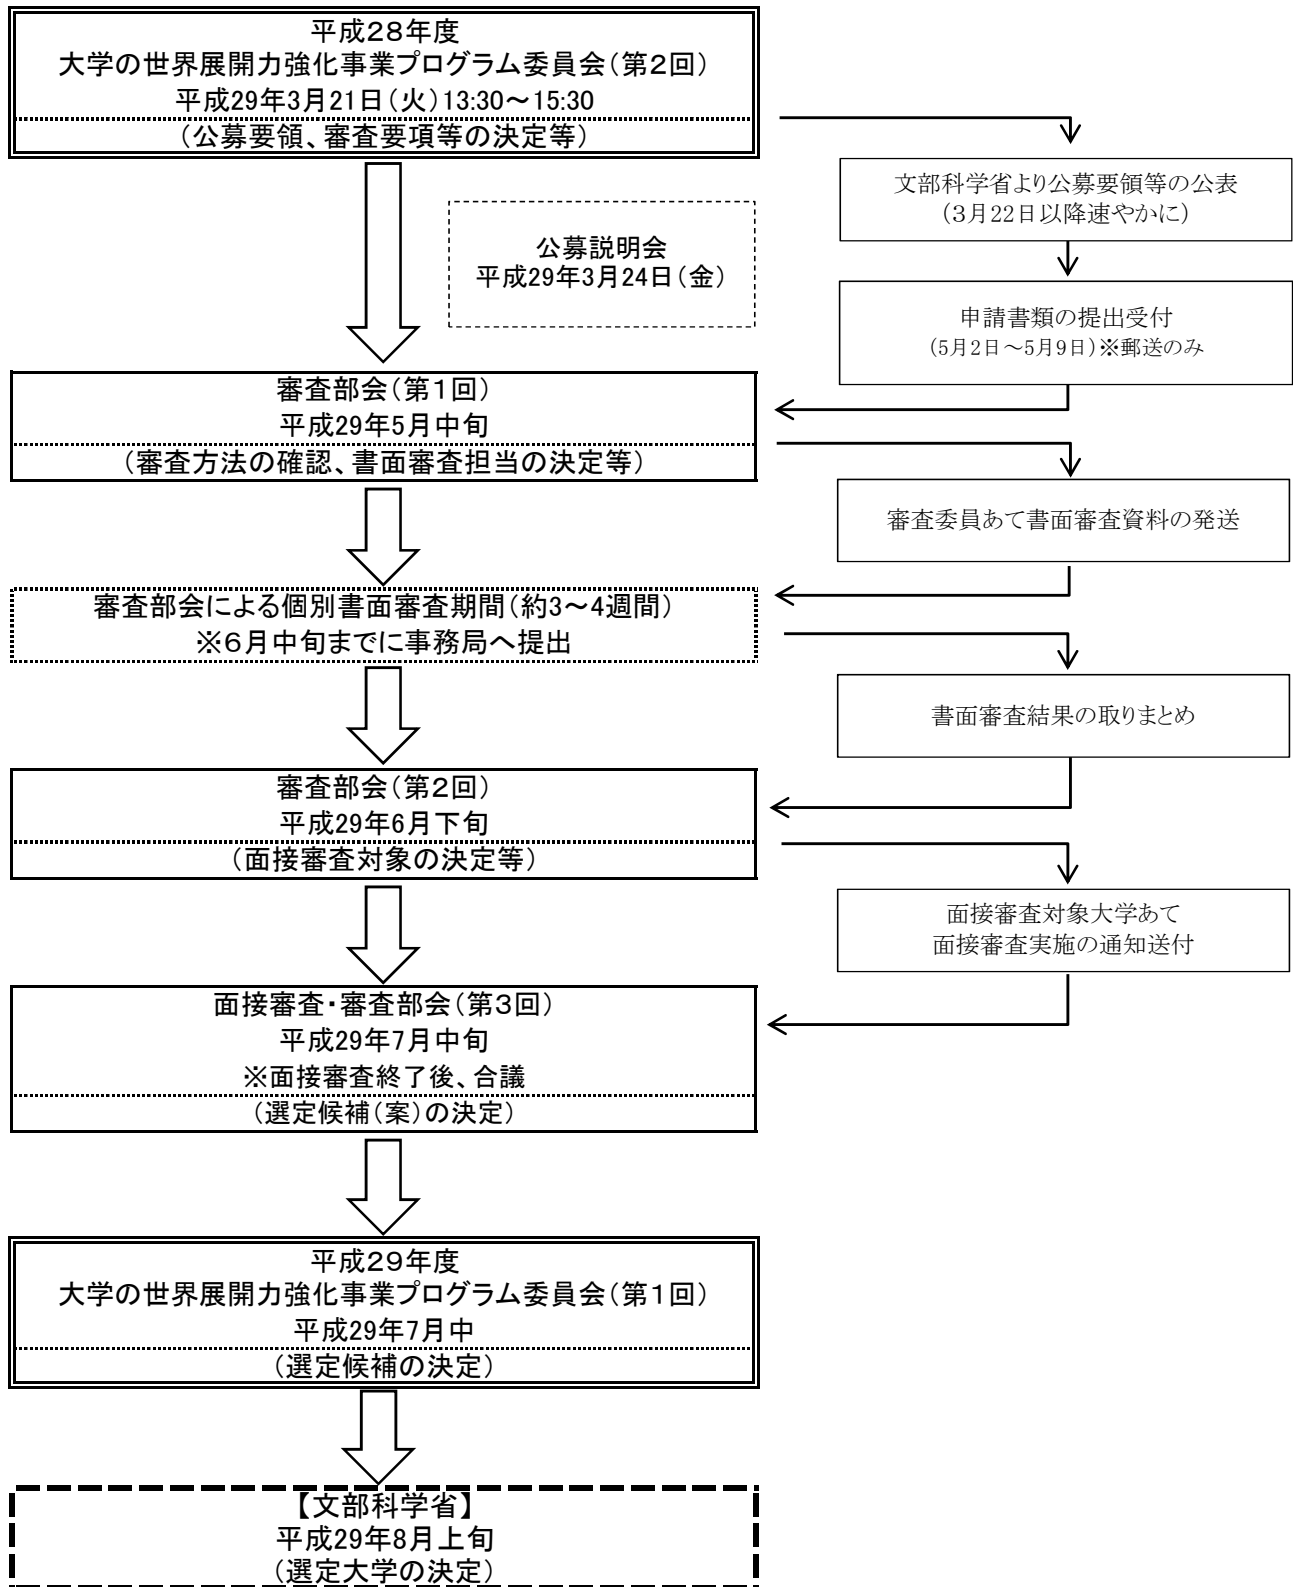 平成２８年度
大学の世界展開力強化事業プログラム委員会（第２回）
平成29年3月21日（火）13:30～15:30
（公募要領、審査要項等の決定等）
文部科学省より公募要領等の公表
（３月22日以降速やかに）
公募説明会
平成29年3月24日（金）
申請書類の提出受付
（5月2日～5月9日）※郵送のみ
審査部会（第１回）
平成29年5月中旬
（審査方法の確認、書面審査担当の決定等）
審査委員あて書面審査資料の発送
審査部会による個別書面審査期間（約3～4週間）
※６月中旬までに事務局へ提出
書面審査結果の取りまとめ
審査部会（第２回）
平成29年6月下旬
（面接審査対象の決定等）
面接審査対象大学あて
面接審査実施の通知送付
面接審査・審査部会（第３回）
平成29年7月中旬
※面接審査終了後、合議
（選定候補（案）の決定）
平成２９年度
大学の世界展開力強化事業プログラム委員会（第１回）
平成29年7月中
（選定候補の決定）
【文部科学省】
平成29年8月上旬
（選定大学の決定）